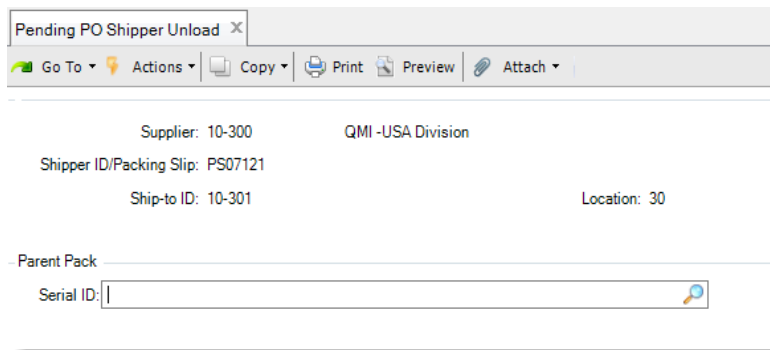 Pending PO Shipper Unload X
Go To Actions Copy Print Preview Attach
Supplier: 10-300 QMI -USA Division
Shipper ID/Packing Slip: PS07121
Ship-to ID: 10-301 Location: 30
Parent Pack
Serial ID: